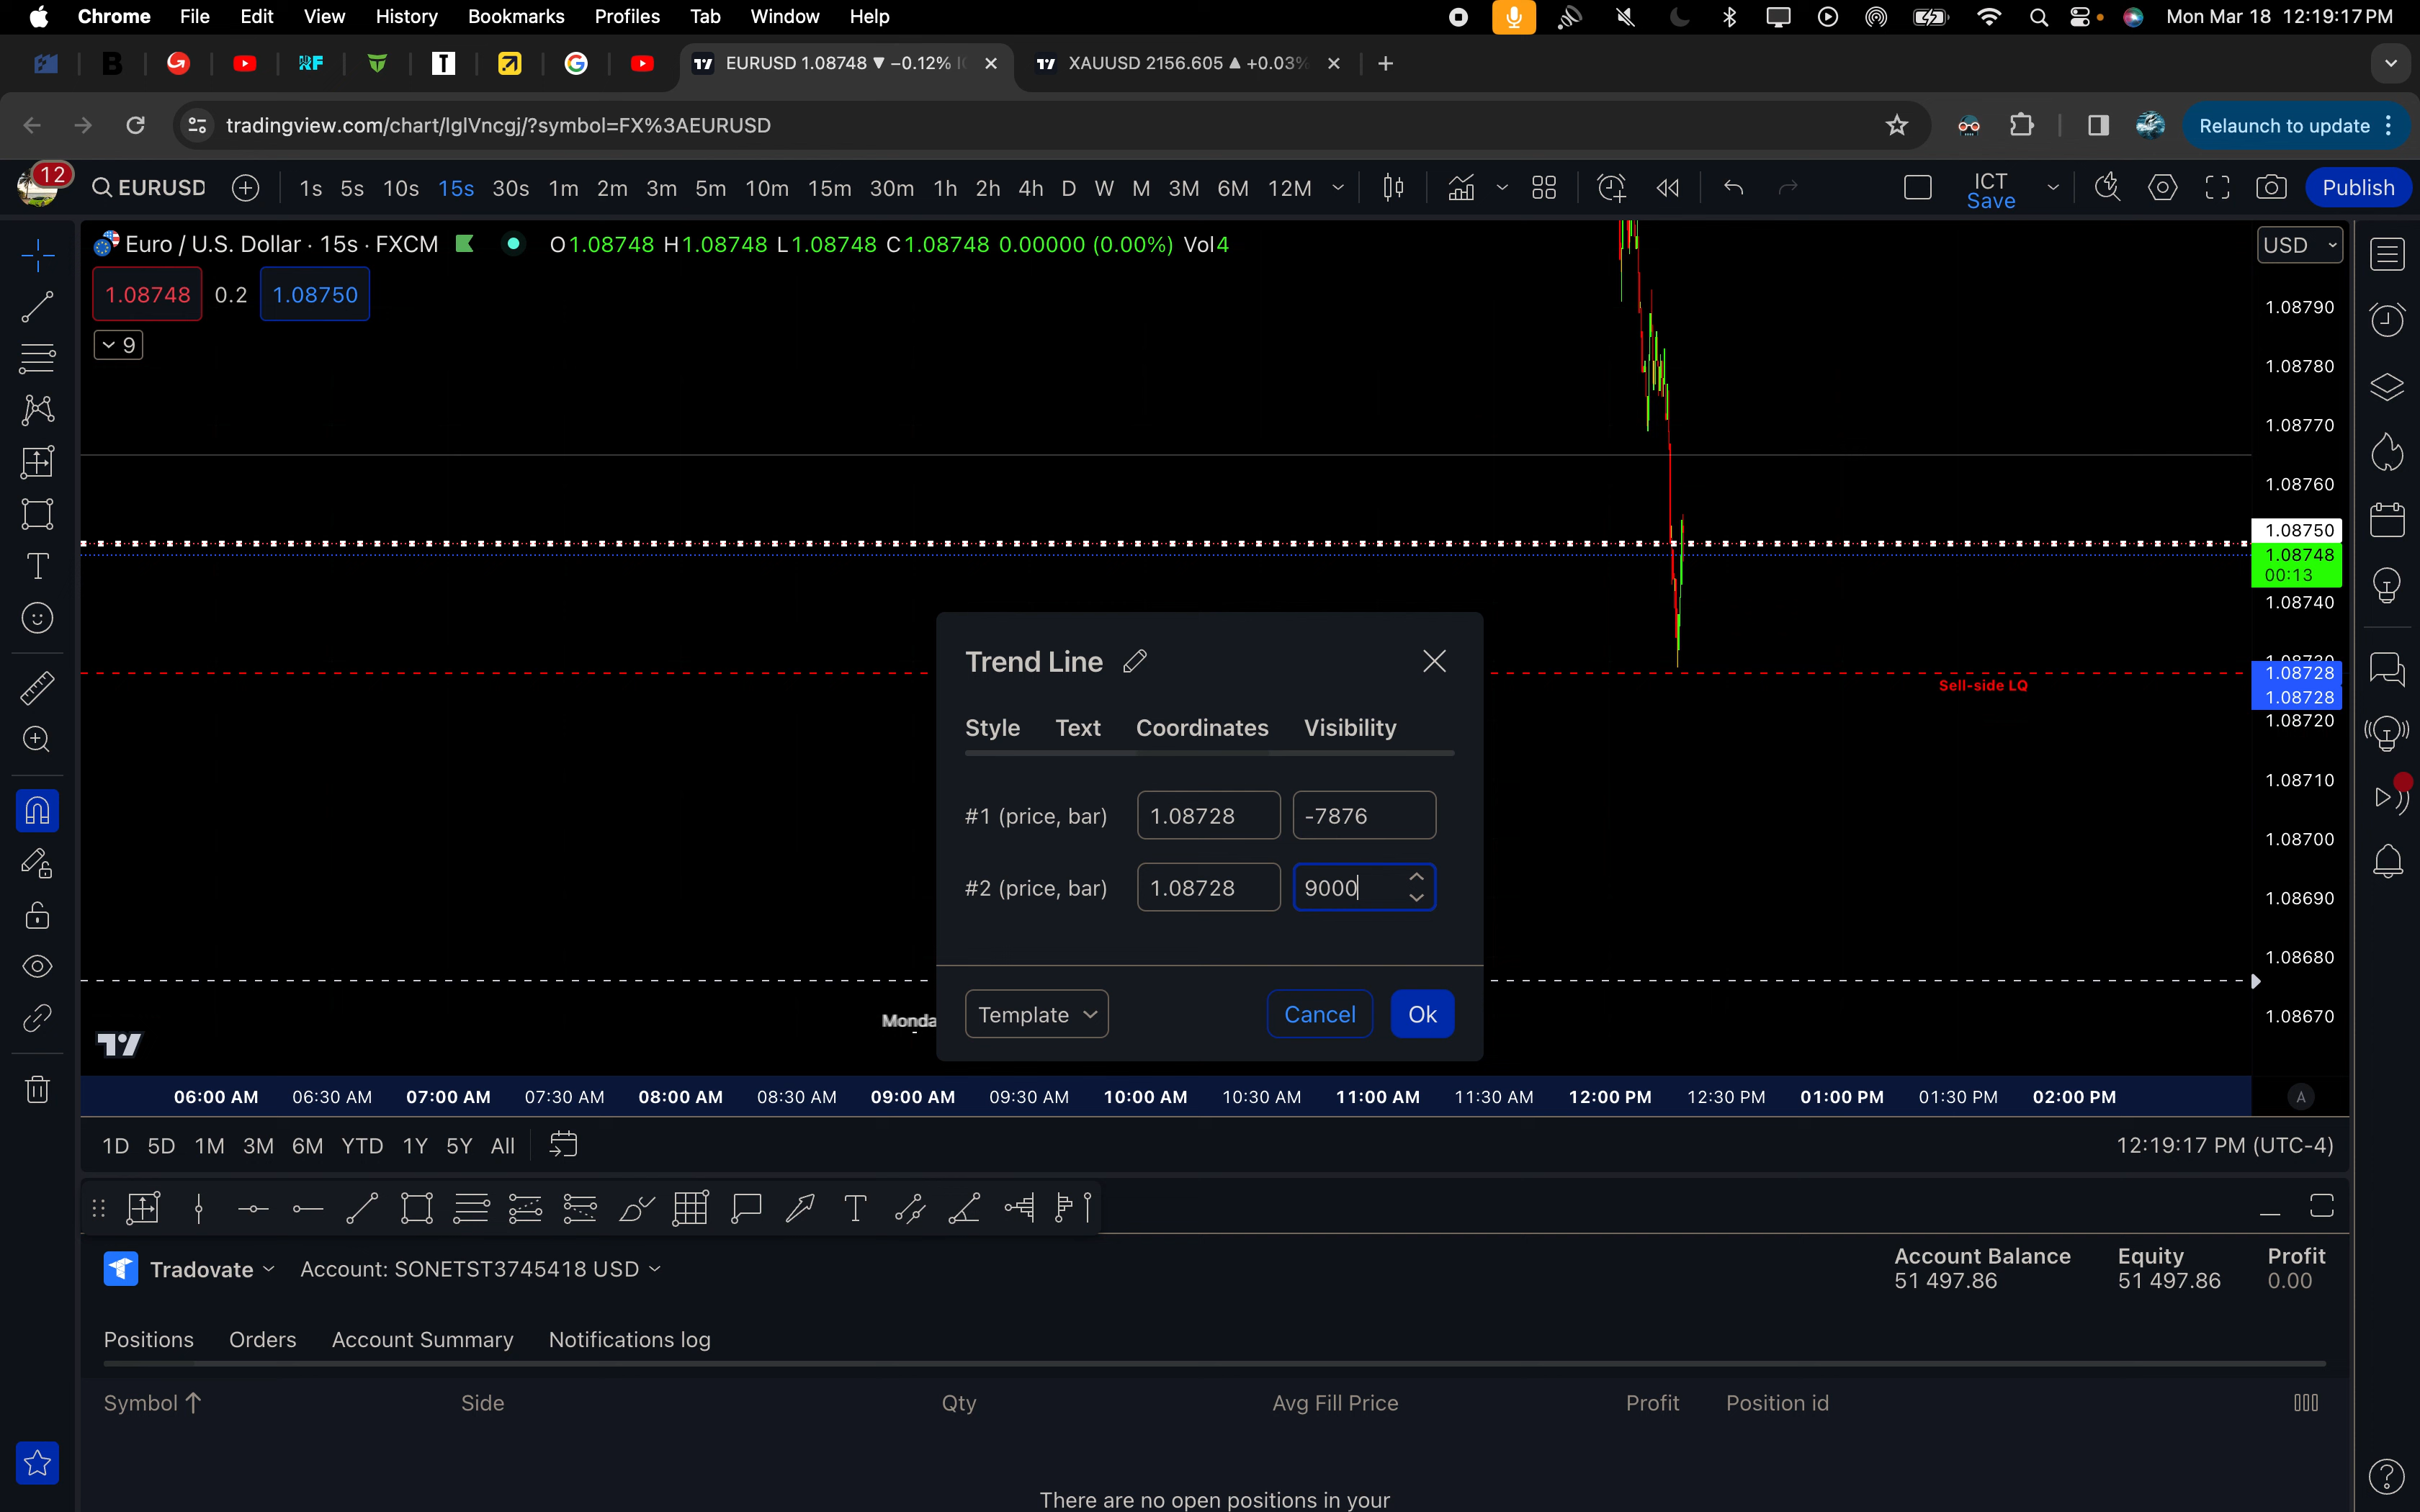 Chrome File Edit View History Bookmarks Profiles Tab Window Help Mon Mar 18 12:19:17 PM
EURUSD 1.08748 ▼ −0.12% XAUUSD 2156.605 ▲ +0.03%
tradingview.com/chart/lglVncgj/?symbol=FX%3AEURUSD Relaunch to update
12 EURUSD 1s 5s 10s 15s 30s 1m 2m 3m 5m 10m 15m 30m 1h 2h 4h D W M 3M 6M 12M ICT Save Publish
Euro / U.S. Dollar · 15s · FXCM O1.08748 H1.08748 L1.08748 C1.08748 0.00000 (0.00%) Vol4 USD
1.08748 0.2 1.08750
9
1.08790
1.08780
1.08770
1.08760
1.08750
1.08748
00:13
1.08740
1.08728
Sell-side LQ
1.08728
1.08720
1.08710
1.08700
1.08690
1.08680
1.08670
Trend Line
Style Text Coordinates Visibility
#1 (price, bar) 1.08728 -7876
#2 (price, bar) 1.08728 9000
Template Cancel Ok
Monda
06:00 AM 06:30 AM 07:00 AM 07:30 AM 08:00 AM 08:30 AM 09:00 AM 09:30 AM 10:00 AM 10:30 AM 11:00 AM 11:30 AM 12:00 PM 12:30 PM 01:00 PM 01:30 PM 02:00 PM A
1D 5D 1M 3M 6M YTD 1Y 5Y All 12:19:17 PM (UTC-4)
Tradovate Account: SONETST3745418 USD
Account Balance Equity Profit
51 497.86 51 497.86 0.00
Positions Orders Account Summary Notifications log
Symbol Side Qty Avg Fill Price Profit Position id
There are no open positions in your